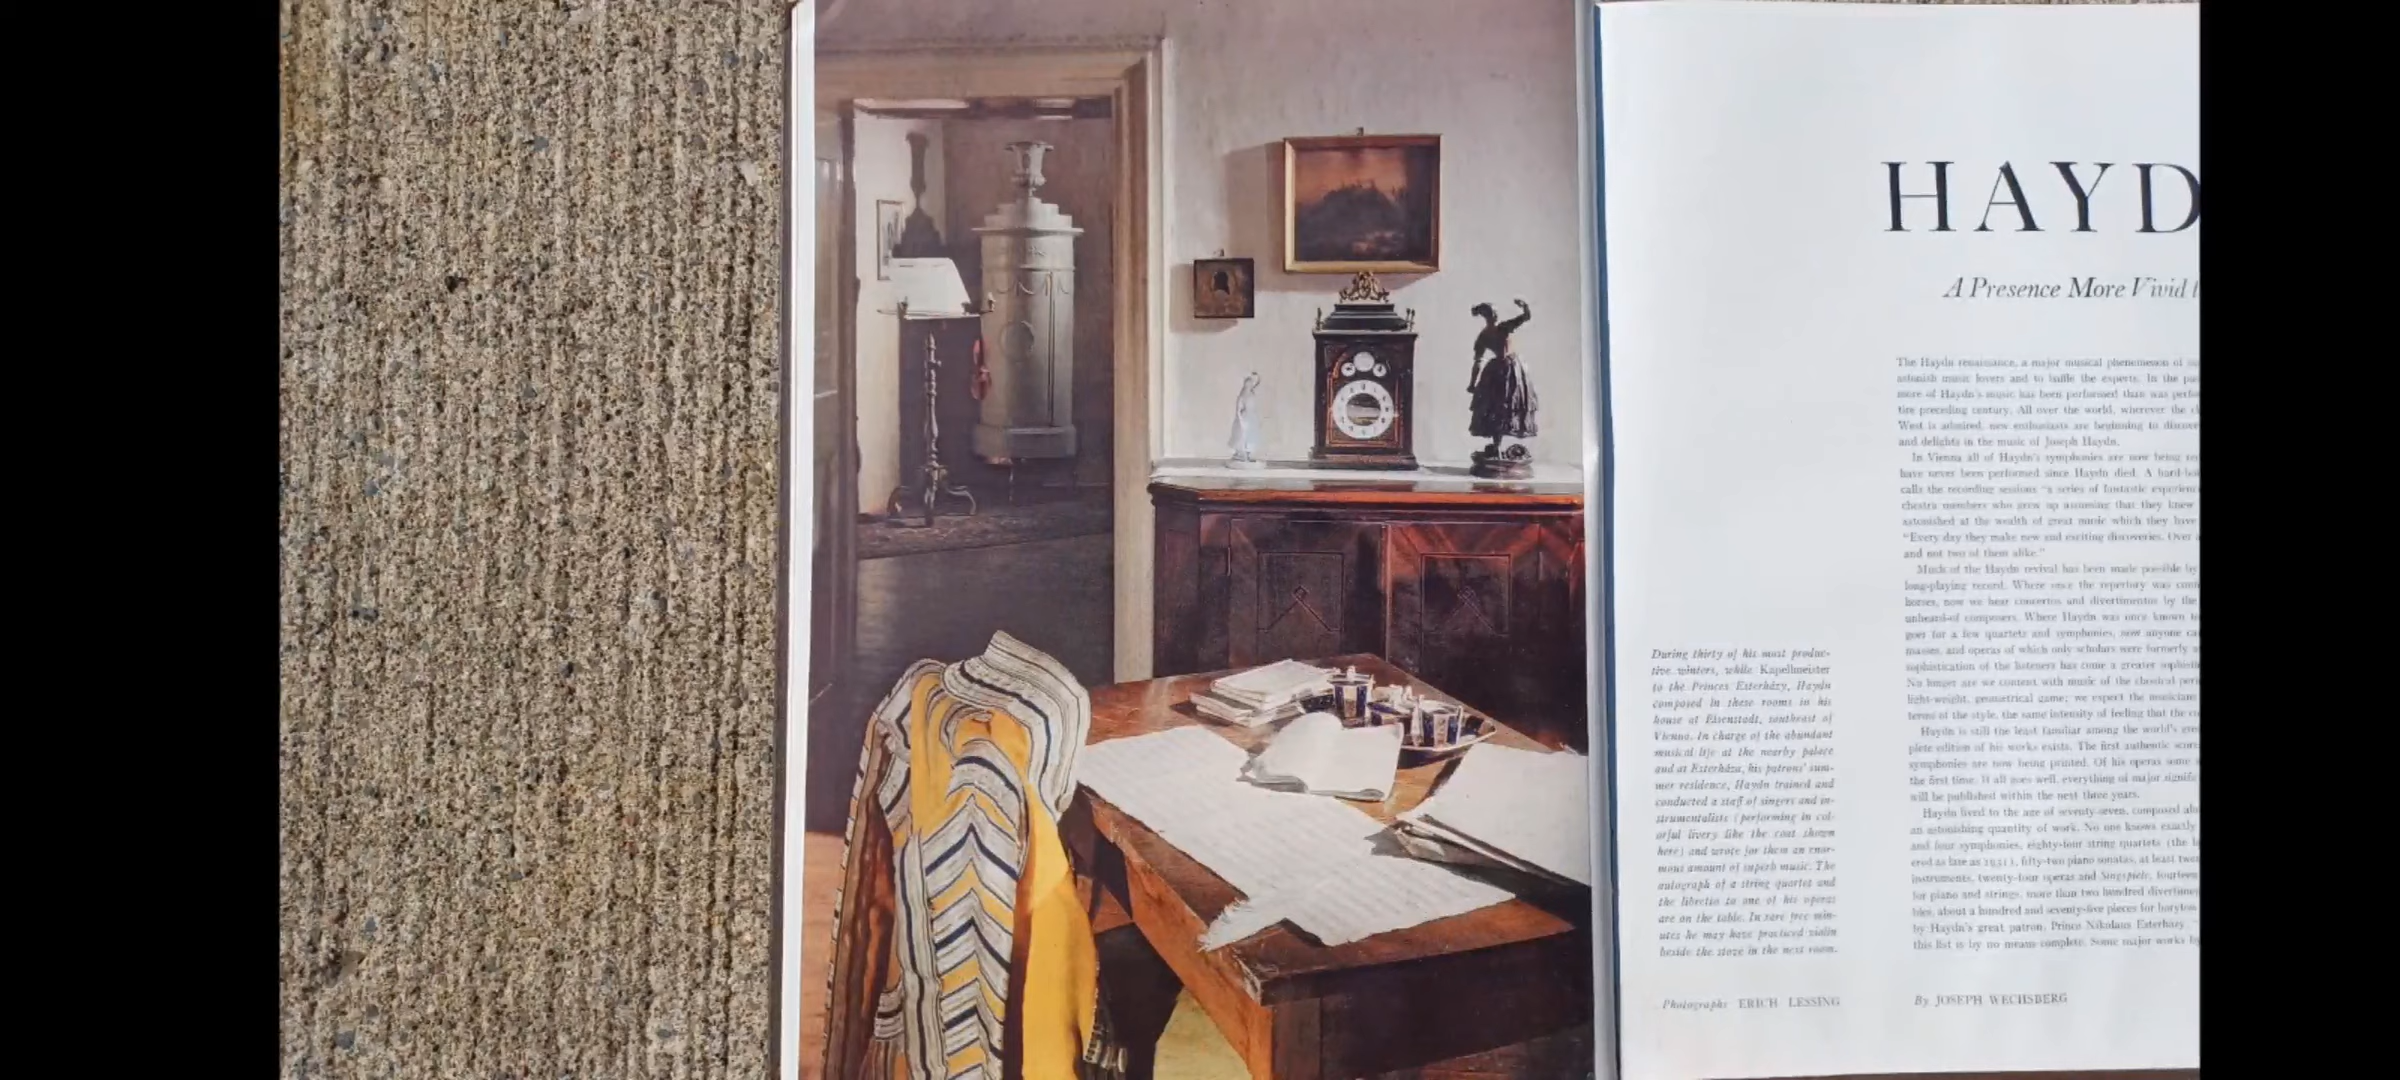 HAYD
A Presence More Vivid
During thirty of his most produc-
tive winters, while Kapellmeister
to the Princes Esterházy, Haydn
composed in these rooms in his
house at Eisenstadt, southeast of
Vienna. In charge of the abundant
musical life at the nearby palace
and at Esterháza, his patrons' sum-
mer residence, Haydn trained and
conducted a staff of singers and in-
strumentalists (performing in col-
orful livery like the coat shown
here) and wrote for them an enor-
mous amount of superb music. The
autograph of a string quartet and
the libretto to one of his operas
are on the table. In rare free min-
utes he may have practiced violin
beside the stove in the next room.
Photographs ERICH LESSING
The Haydn renaissance, a major musical phenomenon of
astonish music lovers and to baffle the experts. In the
more of Haydn's music has been performed than was
tire preceding century. All over the world, wherever the
West is admired, new enthusiasts are beginning to
and delights in the music of Joseph Haydn.
In Vienna all of Haydn's symphonies are now being
have never been performed since Haydn died. A
calls the recording sessions "a series of fantastic
chestra members who grew up assuming that they knew
astonished at the wealth of great music which they have
"Every day they make new and exciting discoveries. Over
and not two of them alike."
Much of the Haydn revival has been made possible by
long-playing record. Where once the repertory was
horses, now we hear concertos and divertimentos by the
unheard-of composers. Where Haydn was once known
goes for a few quartets and symphonies, now anyone
masses, and operas of which only scholars were formerly
sophistication of the listeners has come a greater
No longer are we content with music of the classical
light-weight, geometrical game; we expect the
terms of the style, the same intensity of feeling that the
Haydn is still the least familiar among the world's
plete edition of his works exists. The first authentic
symphonies are now being printed. Of his operas some
the first time. If all goes well, everything of major
will be published within the next three years.
Haydn lived to the age of seventy-seven, composed
an astonishing quantity of work. No one knows exactly
and four symphonies, eighty-four string quartets (the
ered as late as 1931), fifty-two piano sonatas, at least
instruments, twenty-four operas and Singspiele, fourteen
for piano and strings, more than two hundred
bles, about a hundred and seventy-five pieces for baryton
by Haydn's great patron, Prince Nikolaus Esterházy.
this list is by no means complete. Some major works
By JOSEPH WECHSBERG